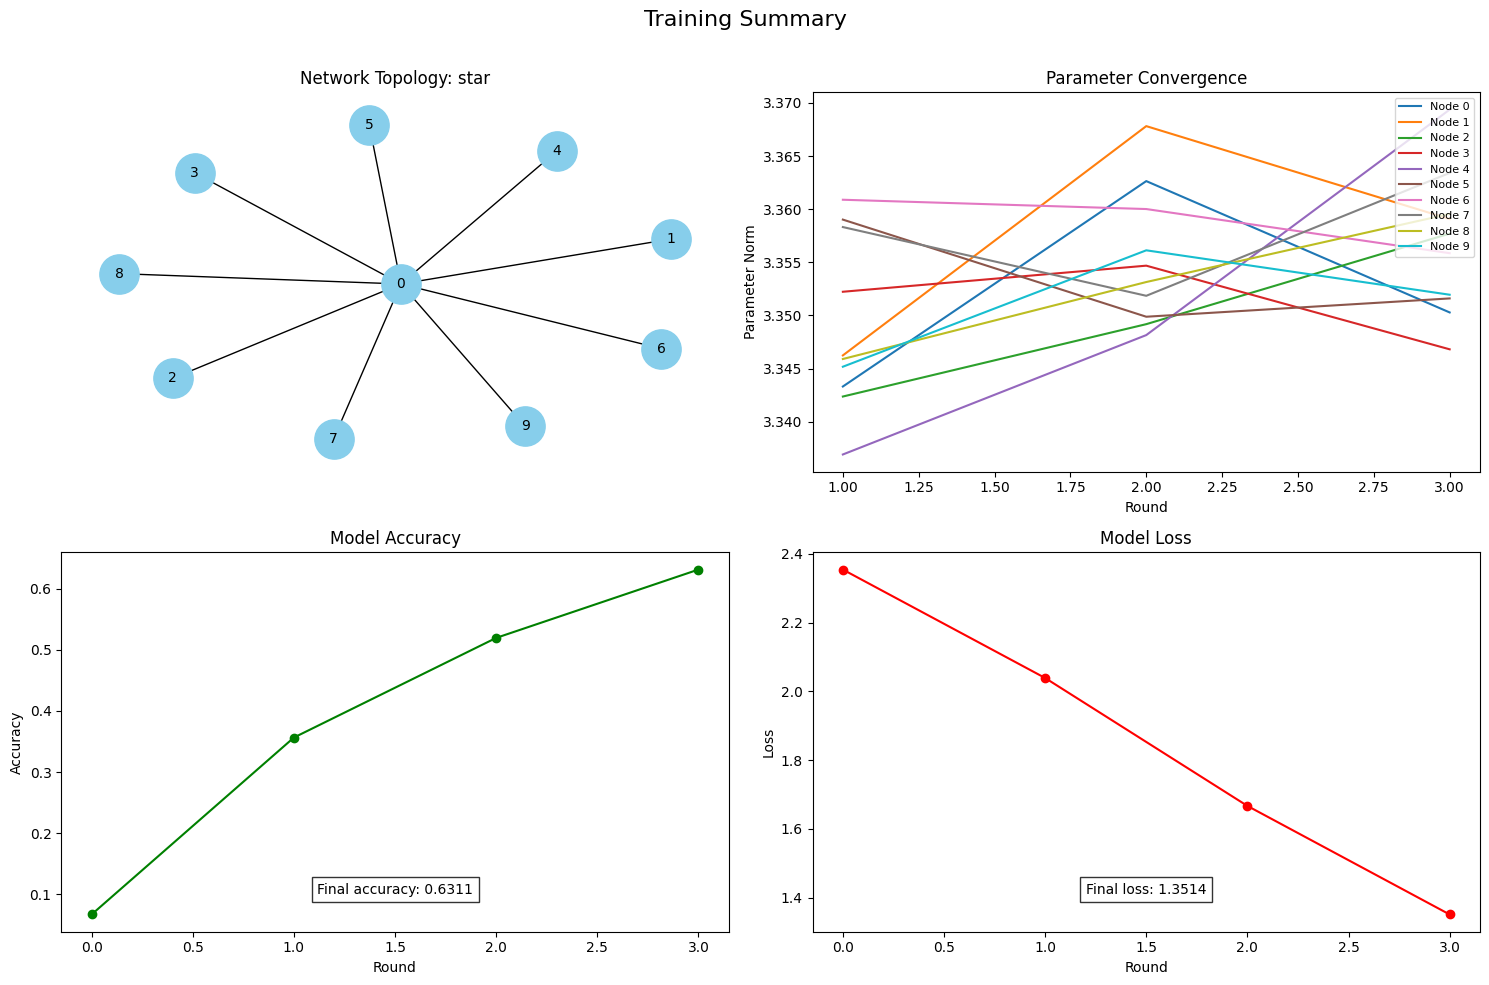 Training Summary
Network Topology: star
5
4
3
1
8
0
6
2
9
7
Parameter Convergence
3.370
3.365
3.360
3.355
3.350
3.345
3.340
Parameter Norm
Node 0
Node 1
Node 2
Node 3
Node 4
Node 5
Node 6
Node 7
Node 8
Node 9
1.00 1.25 1.50 1.75 2.00 2.25 2.50 2.75 3.00
Round
Model Accuracy
0.6
0.5
0.4
0.3
0.2
0.1
Accuracy
Final accuracy: 0.6311
0.0 0.5 1.0 1.5 2.0 2.5 3.0
Round
Model Loss
2.4
2.2
2.0
1.8
1.6
1.4
Loss
Final loss: 1.3514
0.0 0.5 1.0 1.5 2.0 2.5 3.0
Round